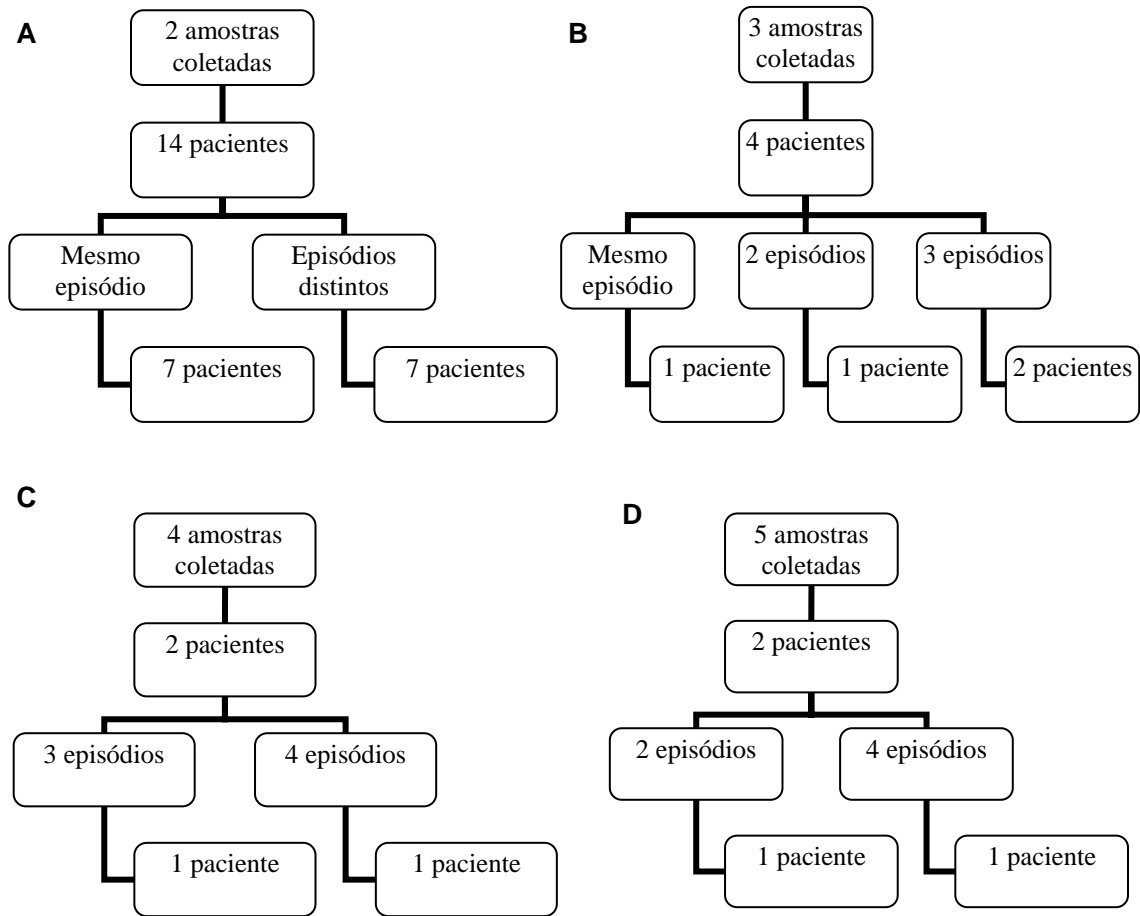 A
2 amostras
coletadas
14 pacientes
Mesmo
episódio
Episódios
distintos
7 pacientes
7 pacientes
B
3 amostras
coletadas
4 pacientes
Mesmo
episódio
2 episódios
3 episódios
1 paciente
1 paciente
2 pacientes
C
4 amostras
coletadas
2 pacientes
3 episódios
4 episódios
1 paciente
1 paciente
D
5 amostras
coletadas
2 pacientes
2 episódios
4 episódios
1 paciente
1 paciente